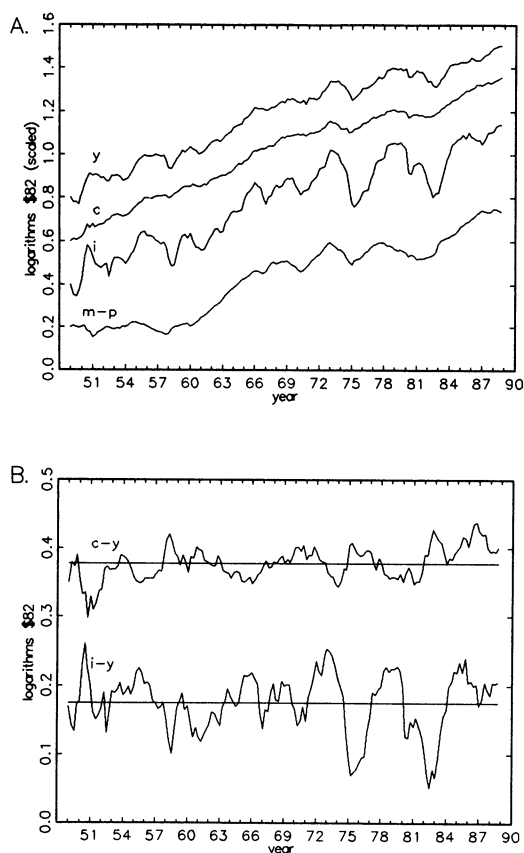 A.
1.6
1.4
1.2
1.0
0.8
0.6
0.4
0.2
0.0
logarithms $82 (scaled)
y
c
i
m-p
51 54 57 60 63 66 69 72 75 78 81 84 87 90
year
B.
0.5
0.4
0.3
0.2
0.1
0.0
logarithms $82
c-y
i-y
51 54 57 60 63 66 69 72 75 78 81 84 87 90
year